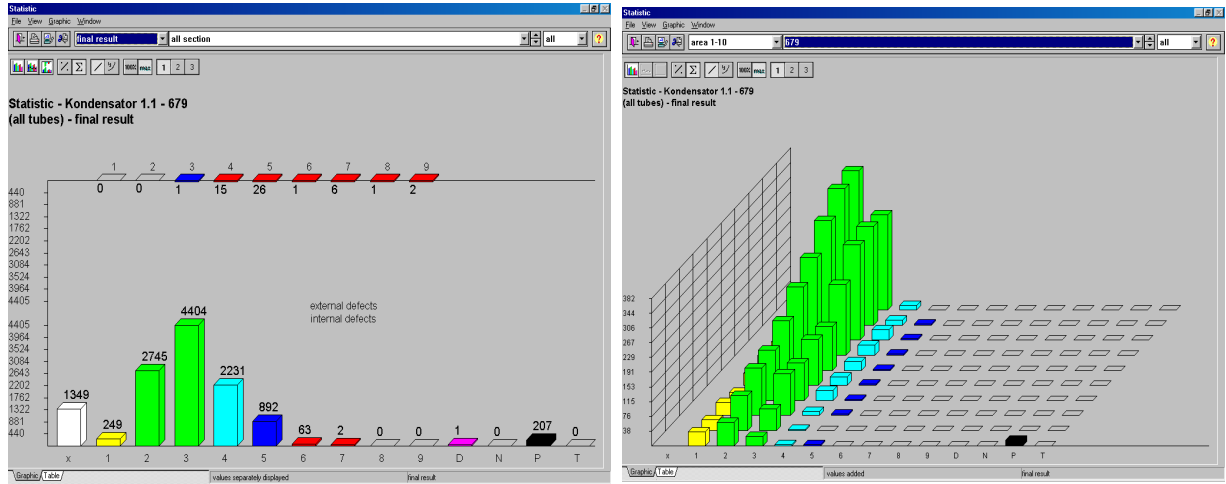 Statistic
File View Graphic Window
final result all section all ?
100% max 1 2 3
Statistic - Kondensator 1.1 - 679
(all tubes) - final result
1 2 3 4 5 6 7 8 9
0 0 1 15 26 1 6 1 2
440
881
1322
1762
2202
2643
3084
3524
3964
4405
external defects
internal defects
4405
3964
3524
3084
2643
2202
1762
1322
881
440
1349 249 2745 4404 2231 892 63 2 0 0 1 0 207 0
x 1 2 3 4 5 6 7 8 9 D N P T
Graphic Table
values separately displayed final result
Statistic
File View Graphic Window
area 1-10 679 all ?
100% max 1 2 3
Statistic - Kondensator 1.1 - 679
(all tubes) - final result
382
344
306
267
229
191
153
115
76
38
x 1 2 3 4 5 6 7 8 9 D N P T
Graphic Table
values added final result